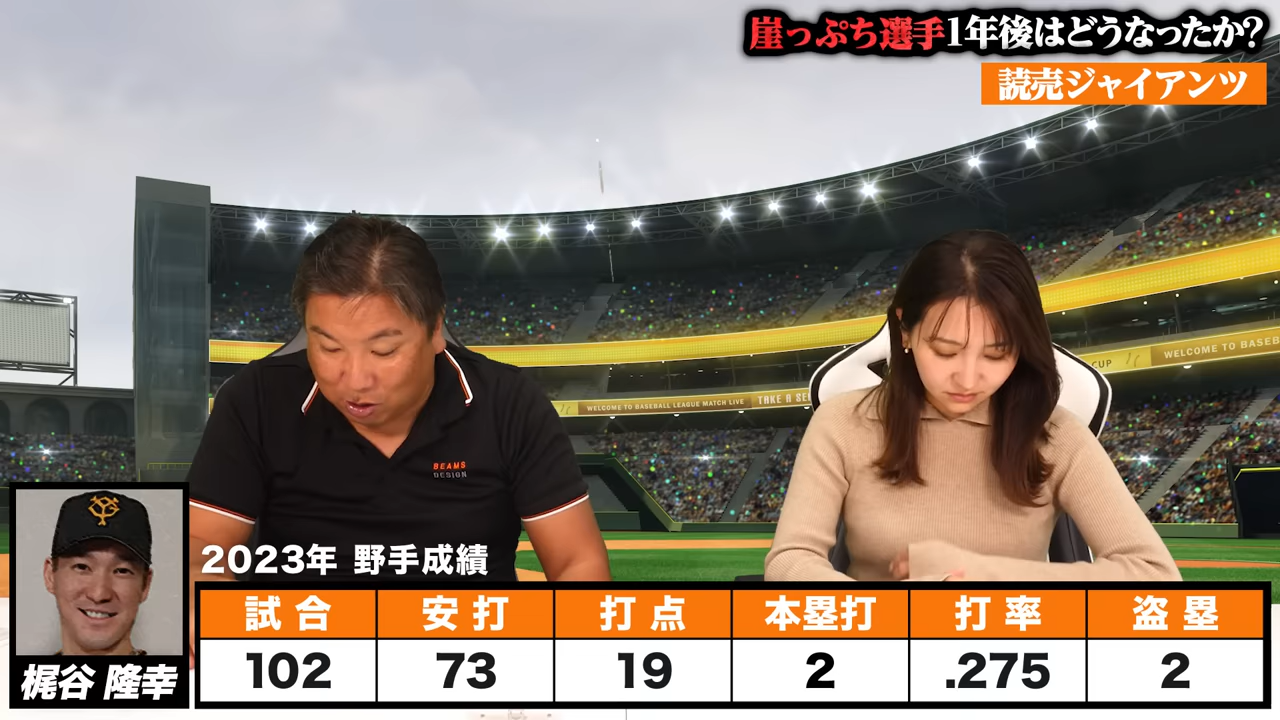 崖っぷち選手1年後はどうなったか?
読売ジャイアンツ
WELCOME TO BASEB
CUP
WELCOME TO BASEBALL LEAGUE MATCH LIVE
TAKE A SE
BEAMS
DESIGN
2023年 野手成績
試合 安打 打点 本塁打 打率 盗塁
102 73 19 2 .275 2
梶谷 隆幸